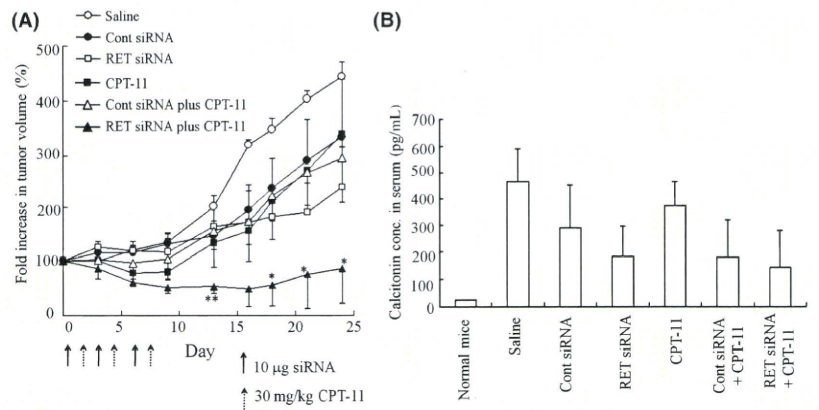 (A)
Saline
Cont siRNA
RET siRNA
CPT-11
Cont siRNA plus CPT-11
RET siRNA plus CPT-11
Fold increase in tumor volume (%)
500
400
300
200
100
0
*
*
*
**
0 5 10 15 20 25
Day
10 μg siRNA
30 mg/kg CPT-11
(B)
Calcitonin conc. in serum (pg/mL)
700
600
500
400
300
200
100
0
Normal mice
Saline
Cont siRNA
RET siRNA
CPT-11
Cont siRNA
+ CPT-11
RET siRNA
+ CPT-11